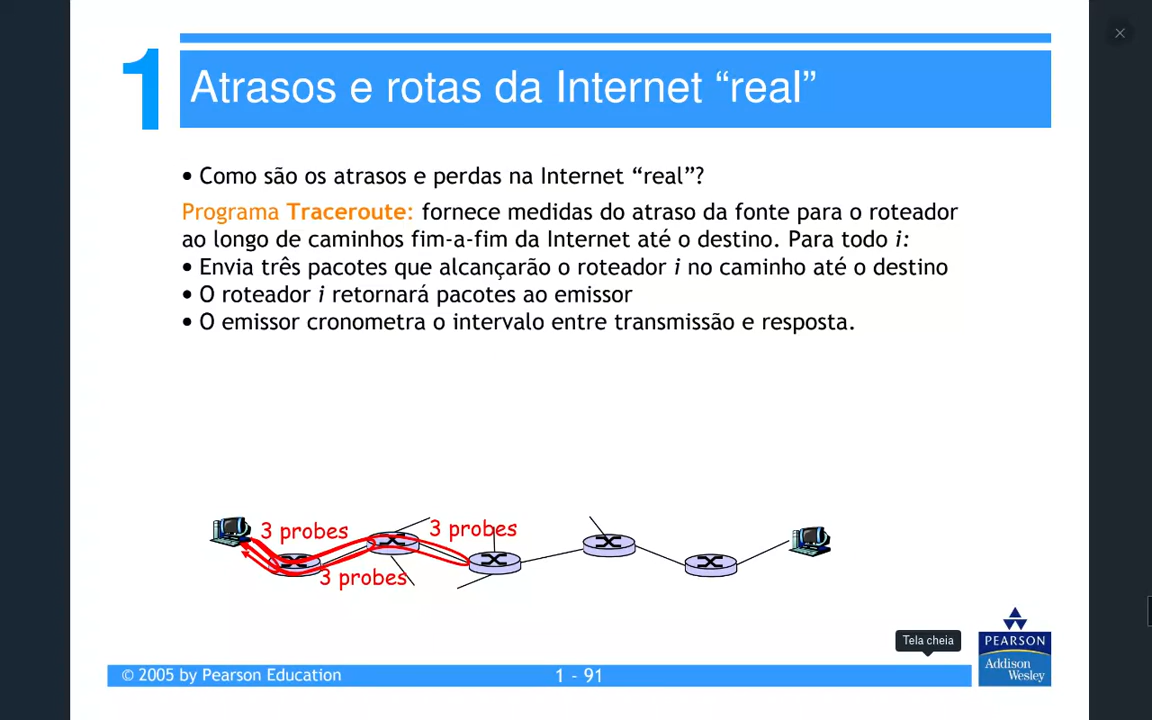 1
Atrasos e rotas da Internet “real”
• Como são os atrasos e perdas na Internet “real”?
Programa Traceroute: fornece medidas do atraso da fonte para o roteador
ao longo de caminhos fim-a-fim da Internet até o destino. Para todo i:
• Envia três pacotes que alcançarão o roteador i no caminho até o destino
• O roteador i retornará pacotes ao emissor
• O emissor cronometra o intervalo entre transmissão e resposta.
3 probes
3 probes
3 probes
Tela cheia
PEARSON
Addison
Wesley
© 2005 by Pearson Education
1 - 91